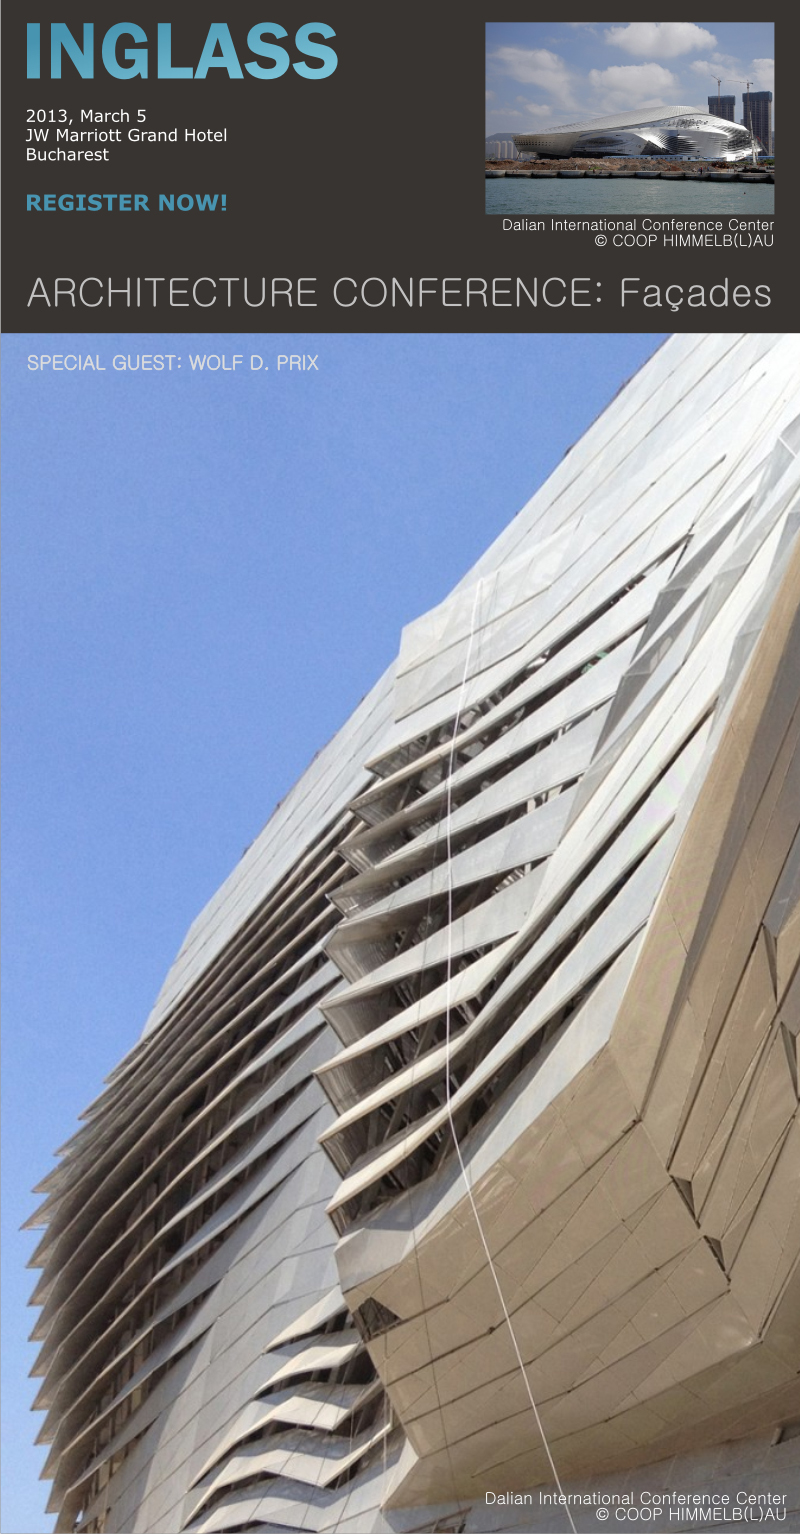 INGLASS
2013, March 5
JW Marriott Grand Hotel
Bucharest
REGISTER NOW!
Dalian International Conference Center
© COOP HIMMELB(L)AU
ARCHITECTURE CONFERENCE: Façades
SPECIAL GUEST: WOLF D. PRIX
Dalian International Conference Center
© COOP HIMMELB(L)AU